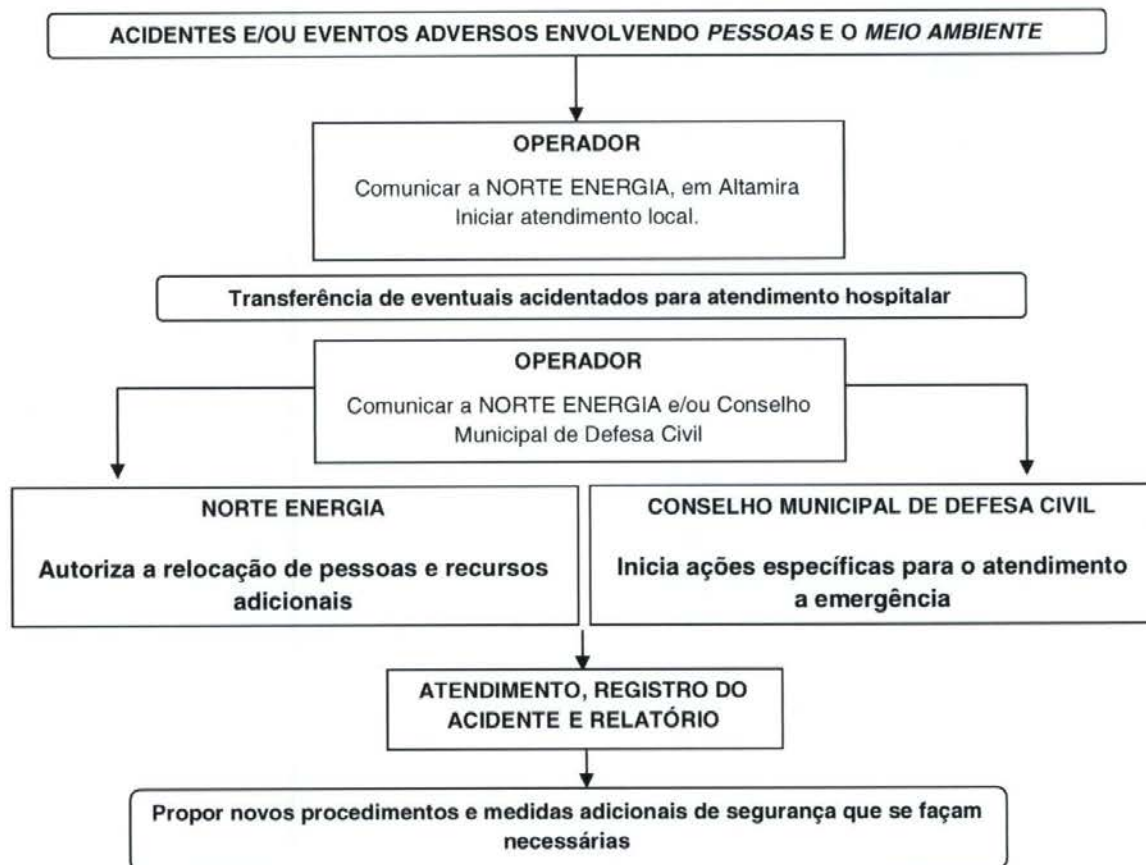 ACIDENTES E/OU EVENTOS ADVERSOS ENVOLVENDO PESSOAS E O MEIO AMBIENTE
OPERADOR
Comunicar a NORTE ENERGIA, em Altamira
Iniciar atendimento local.
Transferência de eventuais acidentados para atendimento hospitalar
OPERADOR
Comunicar a NORTE ENERGIA e/ou Conselho
Municipal de Defesa Civil
NORTE ENERGIA
Autoriza a relocação de pessoas e recursos
adicionais
CONSELHO MUNICIPAL DE DEFESA CIVIL
Inicia ações específicas para o atendimento
a emergência
ATENDIMENTO, REGISTRO DO
ACIDENTE E RELATÓRIO
Propor novos procedimentos e medidas adicionais de segurança que se façam
necessárias